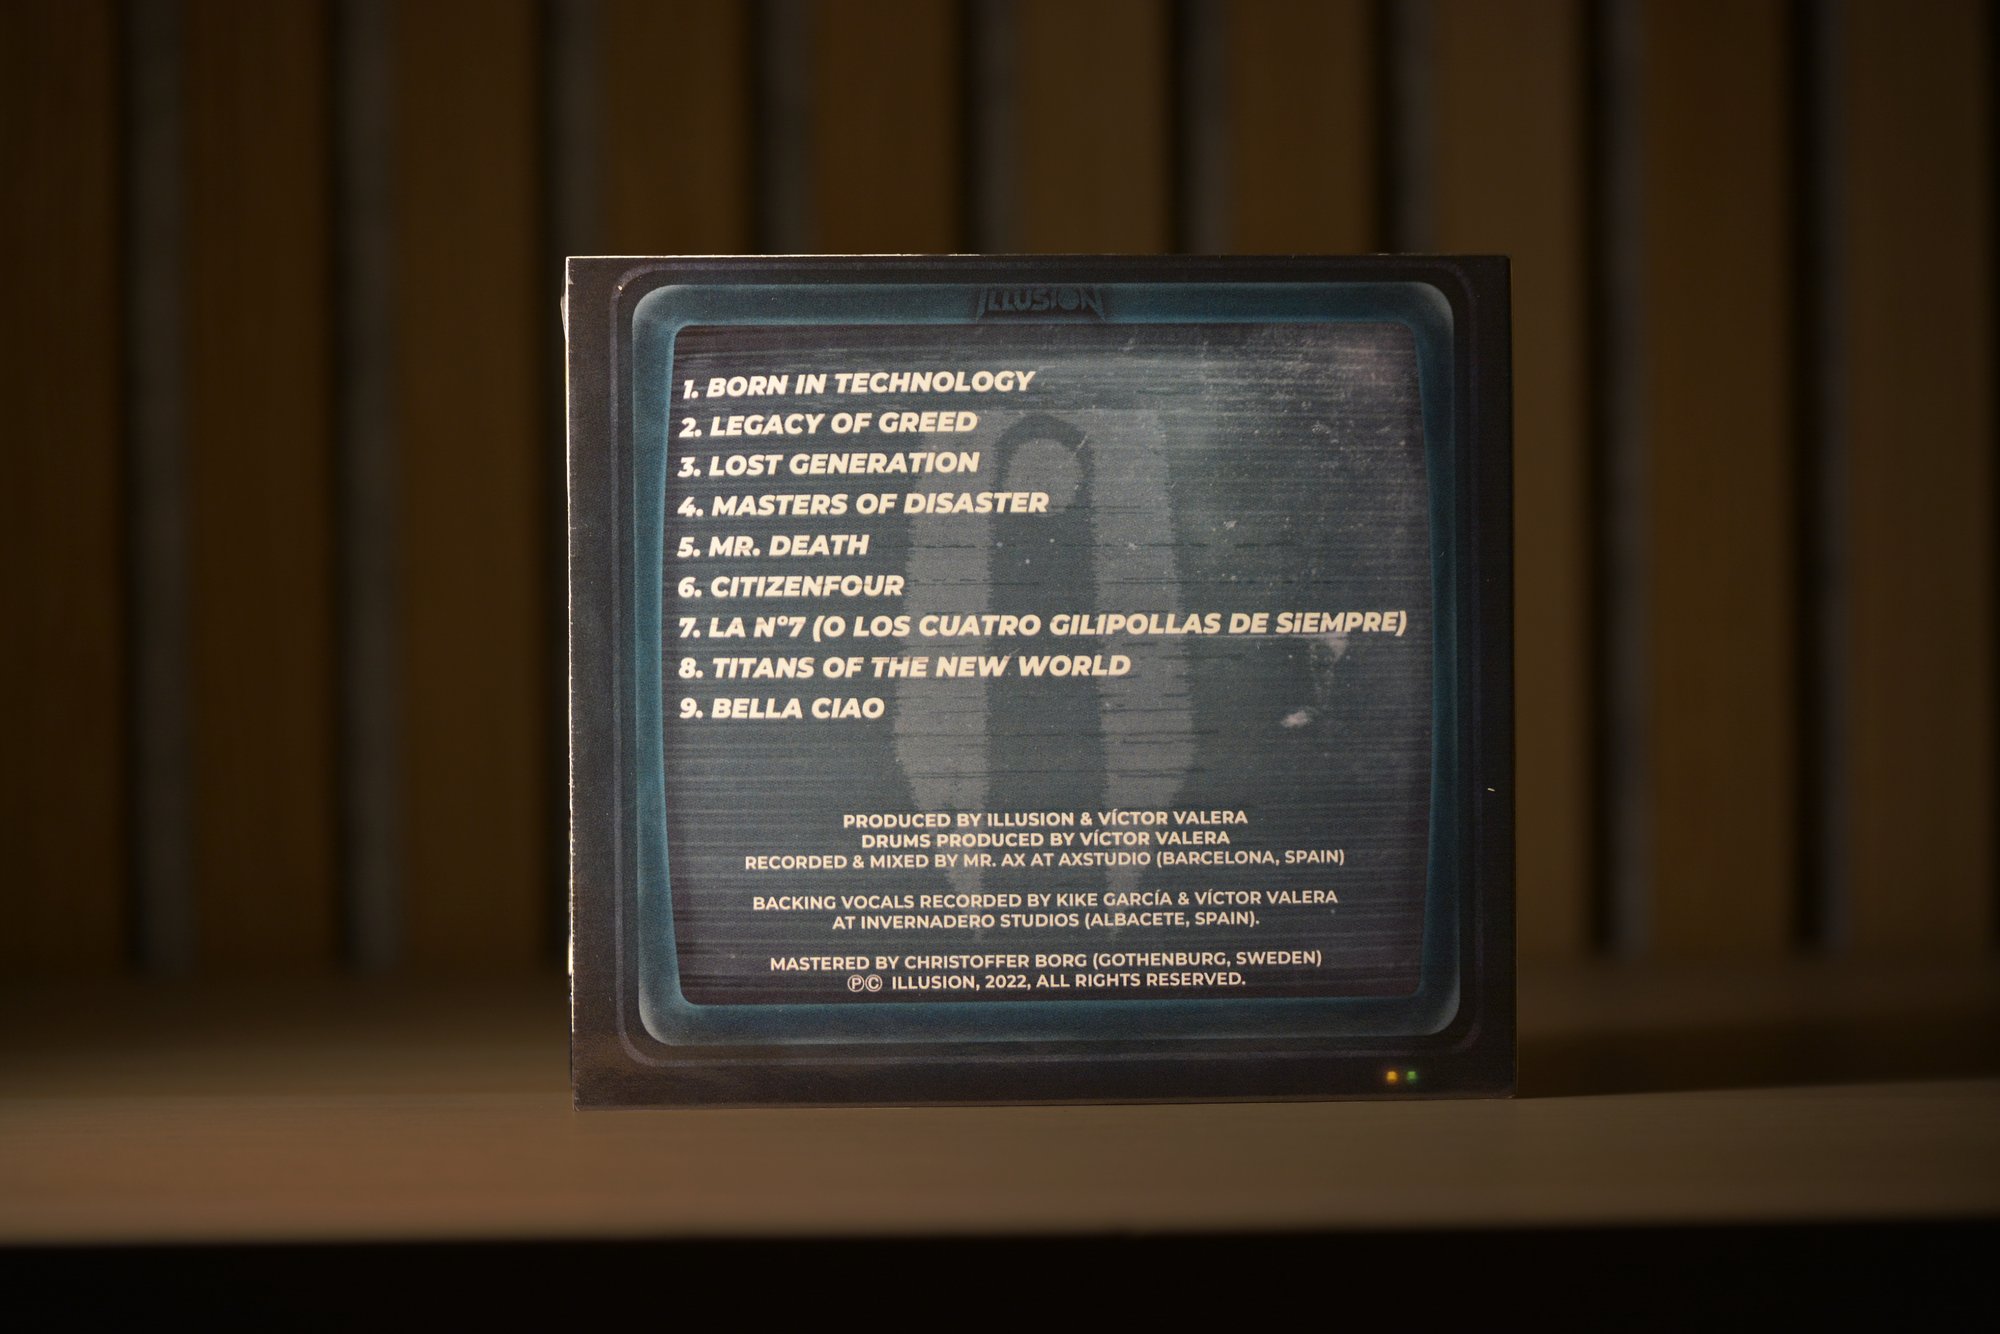 ILLUSION
1. BORN IN TECHNOLOGY
2. LEGACY OF GREED
3. LOST GENERATION
4. MASTERS OF DISASTER
5. MR. DEATH
6. CITIZENFOUR
7. LA Nº7 (O LOS CUATRO GILIPOLLAS DE SIEMPRE)
8. TITANS OF THE NEW WORLD
9. BELLA CIAO
PRODUCED BY ILLUSION & VÍCTOR VALERA
DRUMS PRODUCED BY VÍCTOR VALERA
RECORDED & MIXED BY MR. AX AT AXSTUDIO (BARCELONA, SPAIN)
BACKING VOCALS RECORDED BY KIKE GARCÍA & VÍCTOR VALERA
AT INVERNADERO STUDIOS (ALBACETE, SPAIN).
MASTERED BY CHRISTOFFER BORG (GOTHENBURG, SWEDEN)
℗© ILLUSION, 2022, ALL RIGHTS RESERVED.